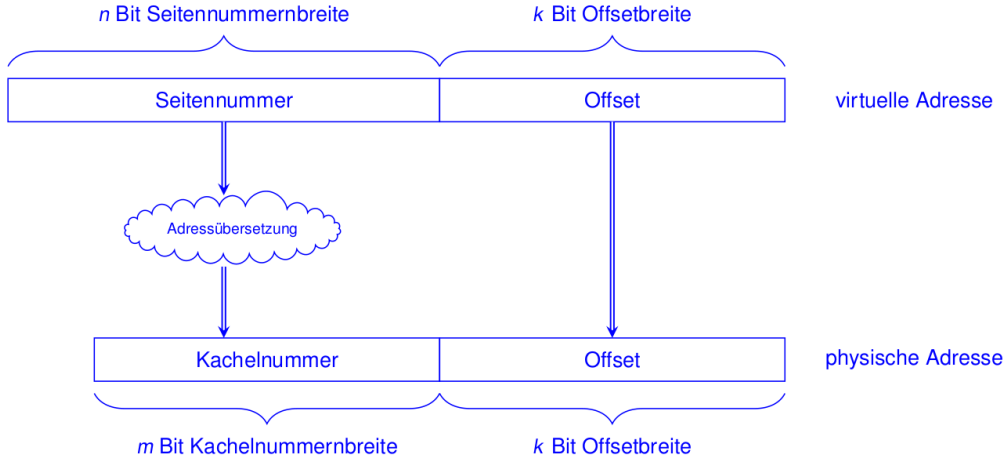 n Bit Seitennummernbreite k Bit Offsetbreite
Seitennummer Offset virtuelle Adresse
Adressübersetzung
Kachelnummer Offset physische Adresse
m Bit Kachelnummernbreite k Bit Offsetbreite